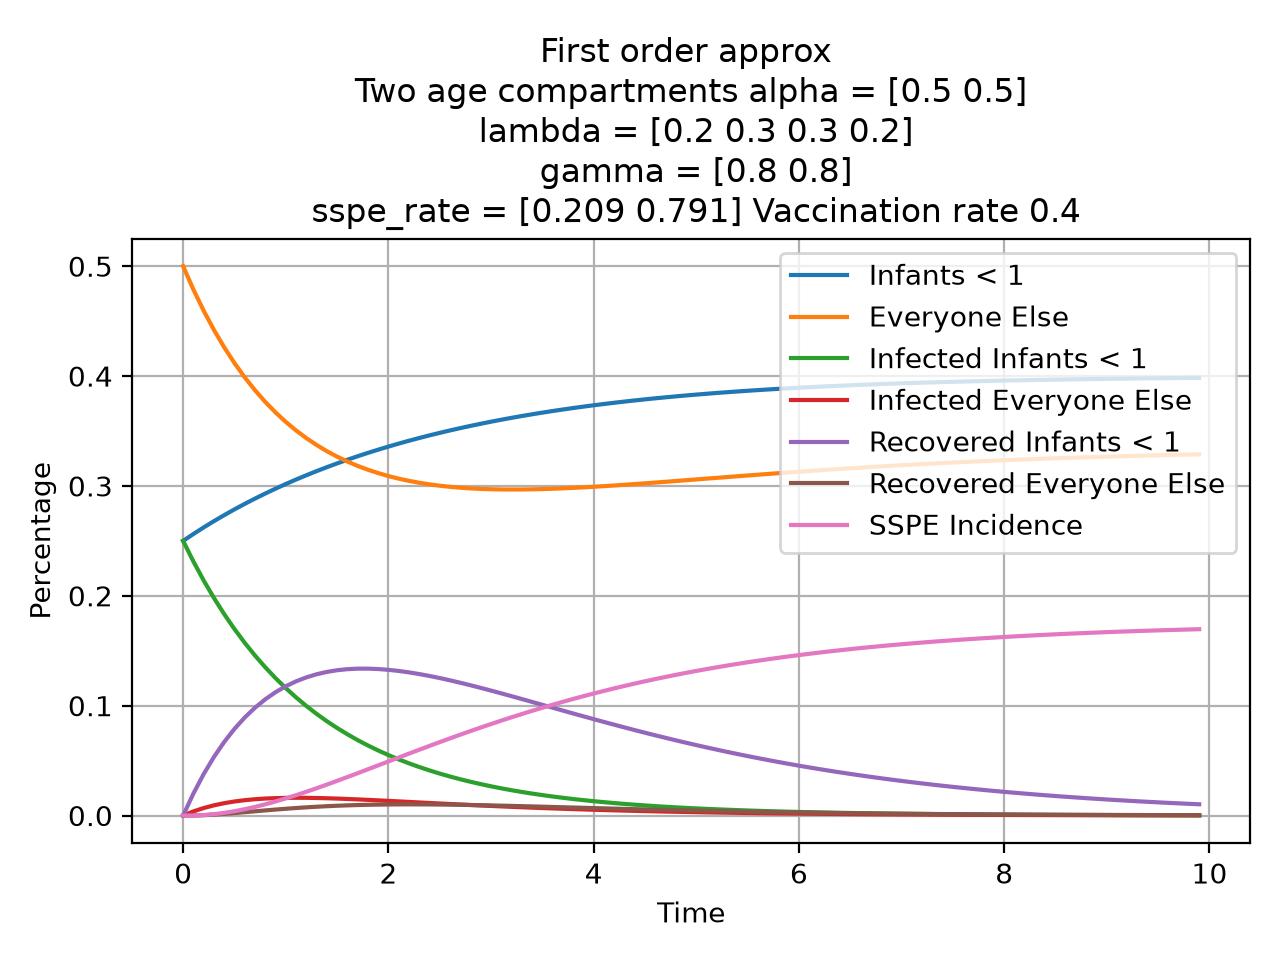 First order approx
Two age compartments alpha = [0.5 0.5]
lambda = [0.2 0.3 0.3 0.2]
gamma = [0.8 0.8]
sspe_rate = [0.209 0.791] Vaccination rate 0.4
0.5
0.4
0.3
0.2
0.1
0.0
Percentage
Infants < 1
Everyone Else
Infected Infants < 1
Infected Everyone Else
Recovered Infants < 1
Recovered Everyone Else
SSPE Incidence
0 2 4 6 8 10
Time